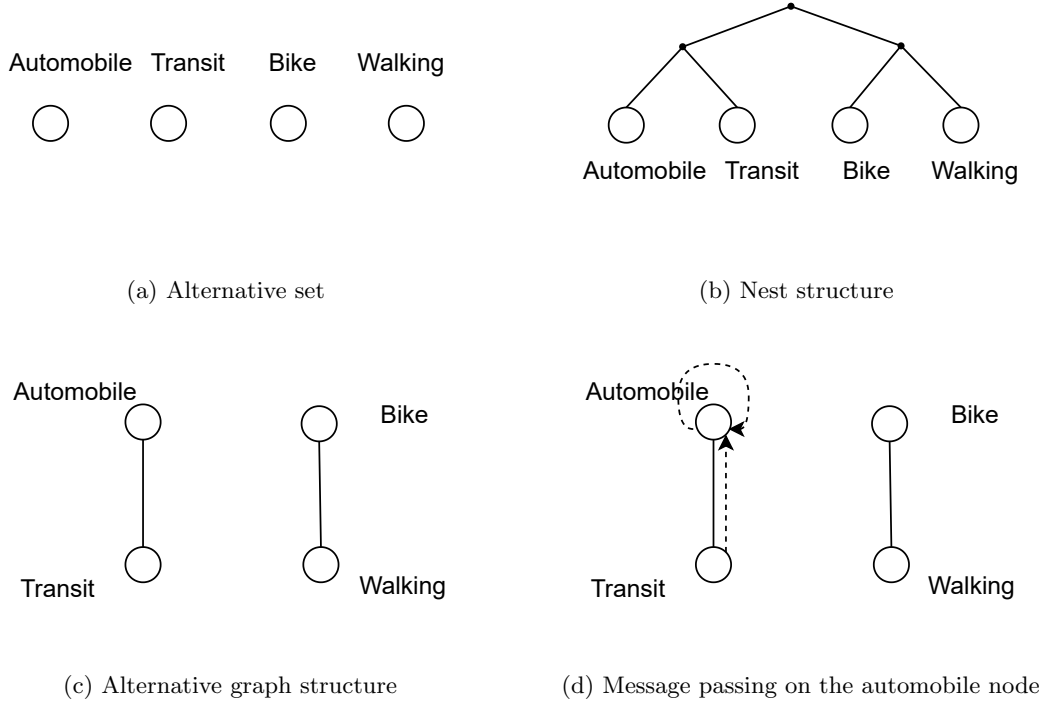 Automobile Transit Bike Walking
Automobile Transit Bike Walking
(a) Alternative set
(b) Nest structure
Automobile
Bike
Transit
Walking
Automobile
Bike
Transit
Walking
(c) Alternative graph structure
(d) Message passing on the automobile node